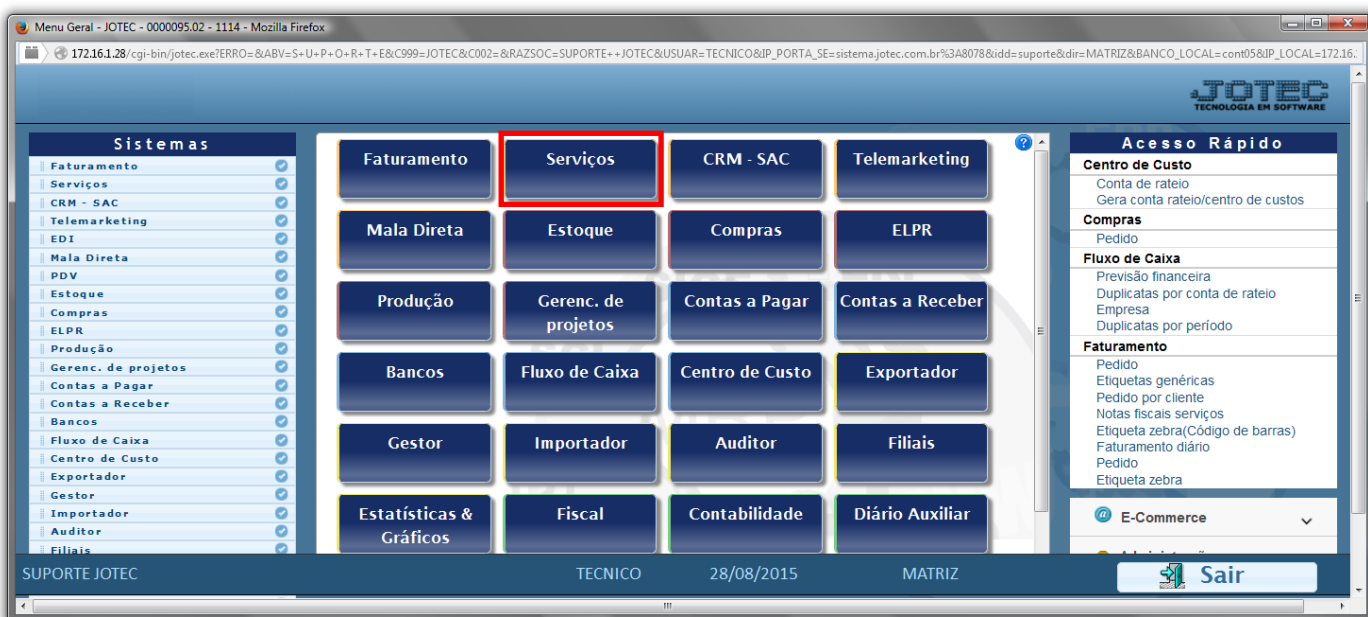 Menu Geral - JOTEC - 0000095.02 - 1114 - Mozilla Firefox
172.16.1.28/cgi-bin/jotec.exe?ERRO=&ABV=S+U+P+O+R+T+E&C999=JOTEC&C002=&RAZSOC=SUPORTE++JOTEC&USUAR=TECNICO&IP_PORTA_SE=sistema.jotec.com.br%3A8078&idd=suporte&dir=MATRIZ&BANCO_LOCAL=cont05&IP_LOCAL=172.16.
JOTEC
TECNOLOGIA EM SOFTWARE
Sistemas
Faturamento
Serviços
CRM - SAC
Telemarketing
EDI
Mala Direta
PDV
Estoque
Compras
ELPR
Produção
Gerenc. de projetos
Contas a Pagar
Contas a Receber
Bancos
Fluxo de Caixa
Centro de Custo
Exportador
Gestor
Importador
Auditor
Filiais
Faturamento
Serviços
CRM - SAC
Telemarketing
Mala Direta
Estoque
Compras
ELPR
Produção
Gerenc. de
projetos
Contas a Pagar
Contas a Receber
Bancos
Fluxo de Caixa
Centro de Custo
Exportador
Gestor
Importador
Auditor
Filiais
Estatísticas &
Gráficos
Fiscal
Contabilidade
Diário Auxiliar
Acesso Rápido
Centro de Custo
Conta de rateio
Gera conta rateio/centro de custos
Compras
Pedido
Fluxo de Caixa
Previsão financeira
Duplicatas por conta de rateio
Empresa
Duplicatas por período
Faturamento
Pedido
Etiquetas genéricas
Pedido por cliente
Notas fiscais serviços
Etiqueta zebra(Código de barras)
Faturamento diário
Pedido
Etiqueta zebra
E-Commerce
SUPORTE JOTEC
TECNICO
28/08/2015
MATRIZ
Sair